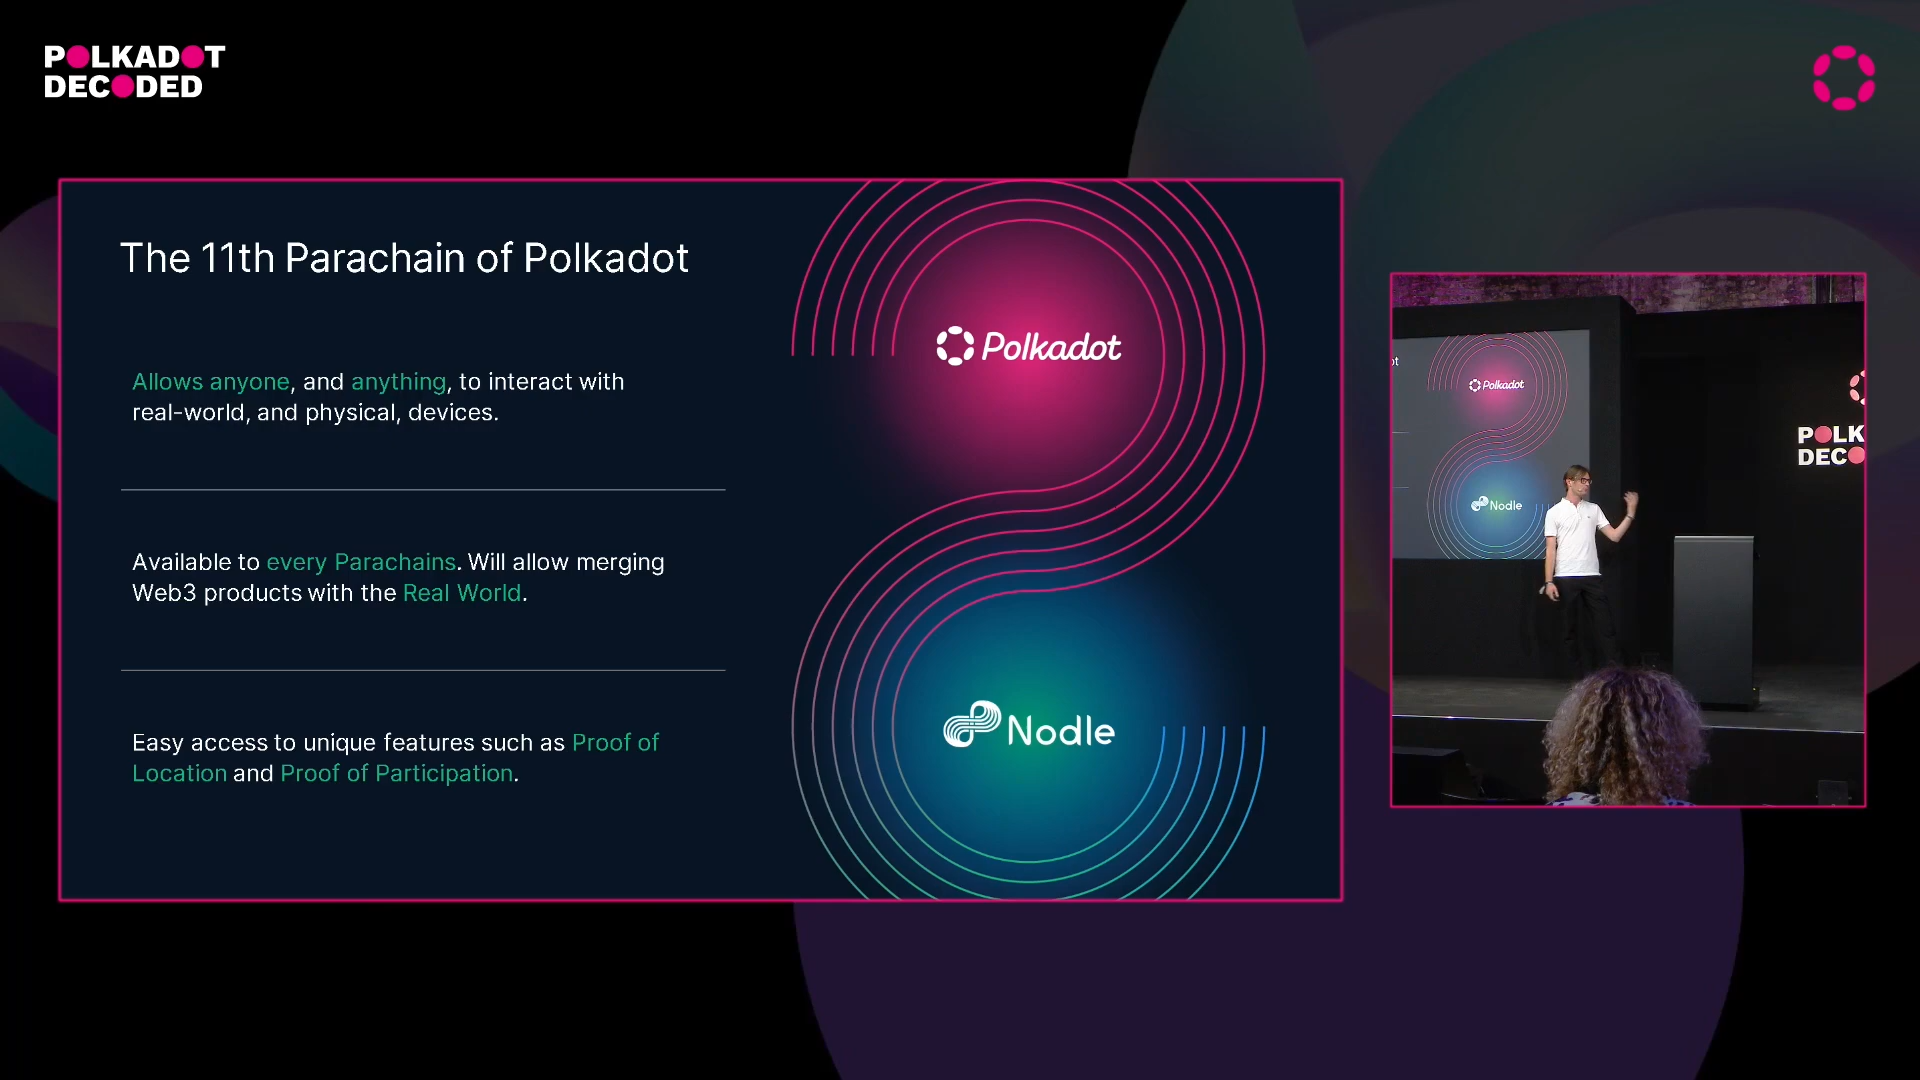 POLKADOT
DECODED
The 11th Parachain of Polkadot
Allows anyone, and anything, to interact with
real-world, and physical, devices.
Available to every Parachains. Will allow merging
Web3 products with the Real World.
Easy access to unique features such as Proof of
Location and Proof of Participation.
Polkadot
Nodle
ot
Polkadot
Nodle
POLK
DECO